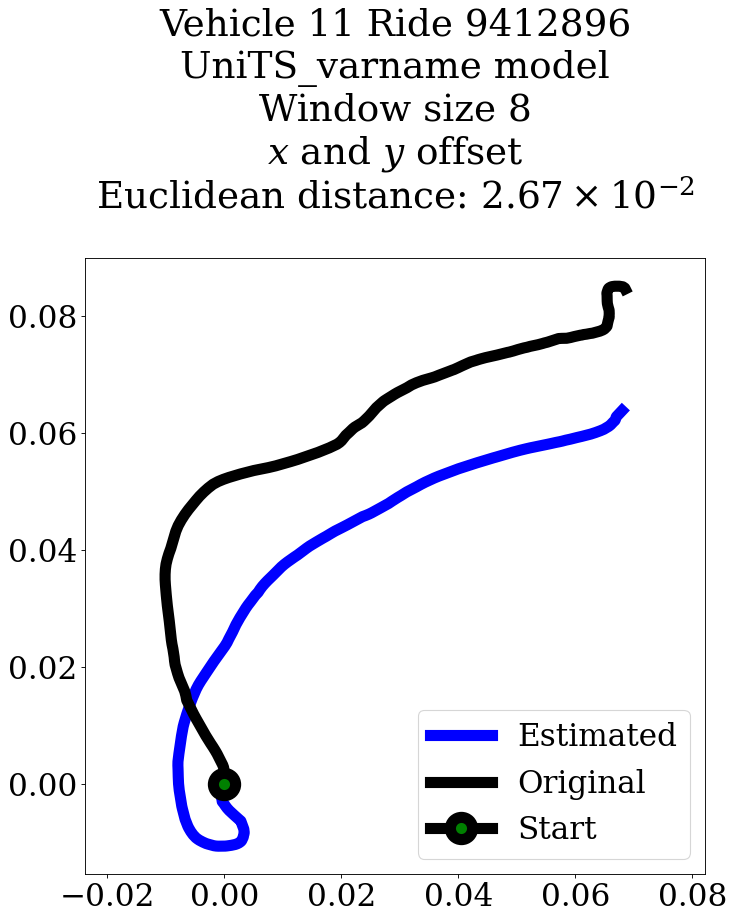 Vehicle 11 Ride 9412896
UniTS_varname model
Window size 8
x and y offset
Euclidean distance: 2.67 × 10⁻²
0.08
0.06
0.04
0.02
0.00
−0.02 0.00 0.02 0.04 0.06 0.08
Estimated
Original
Start